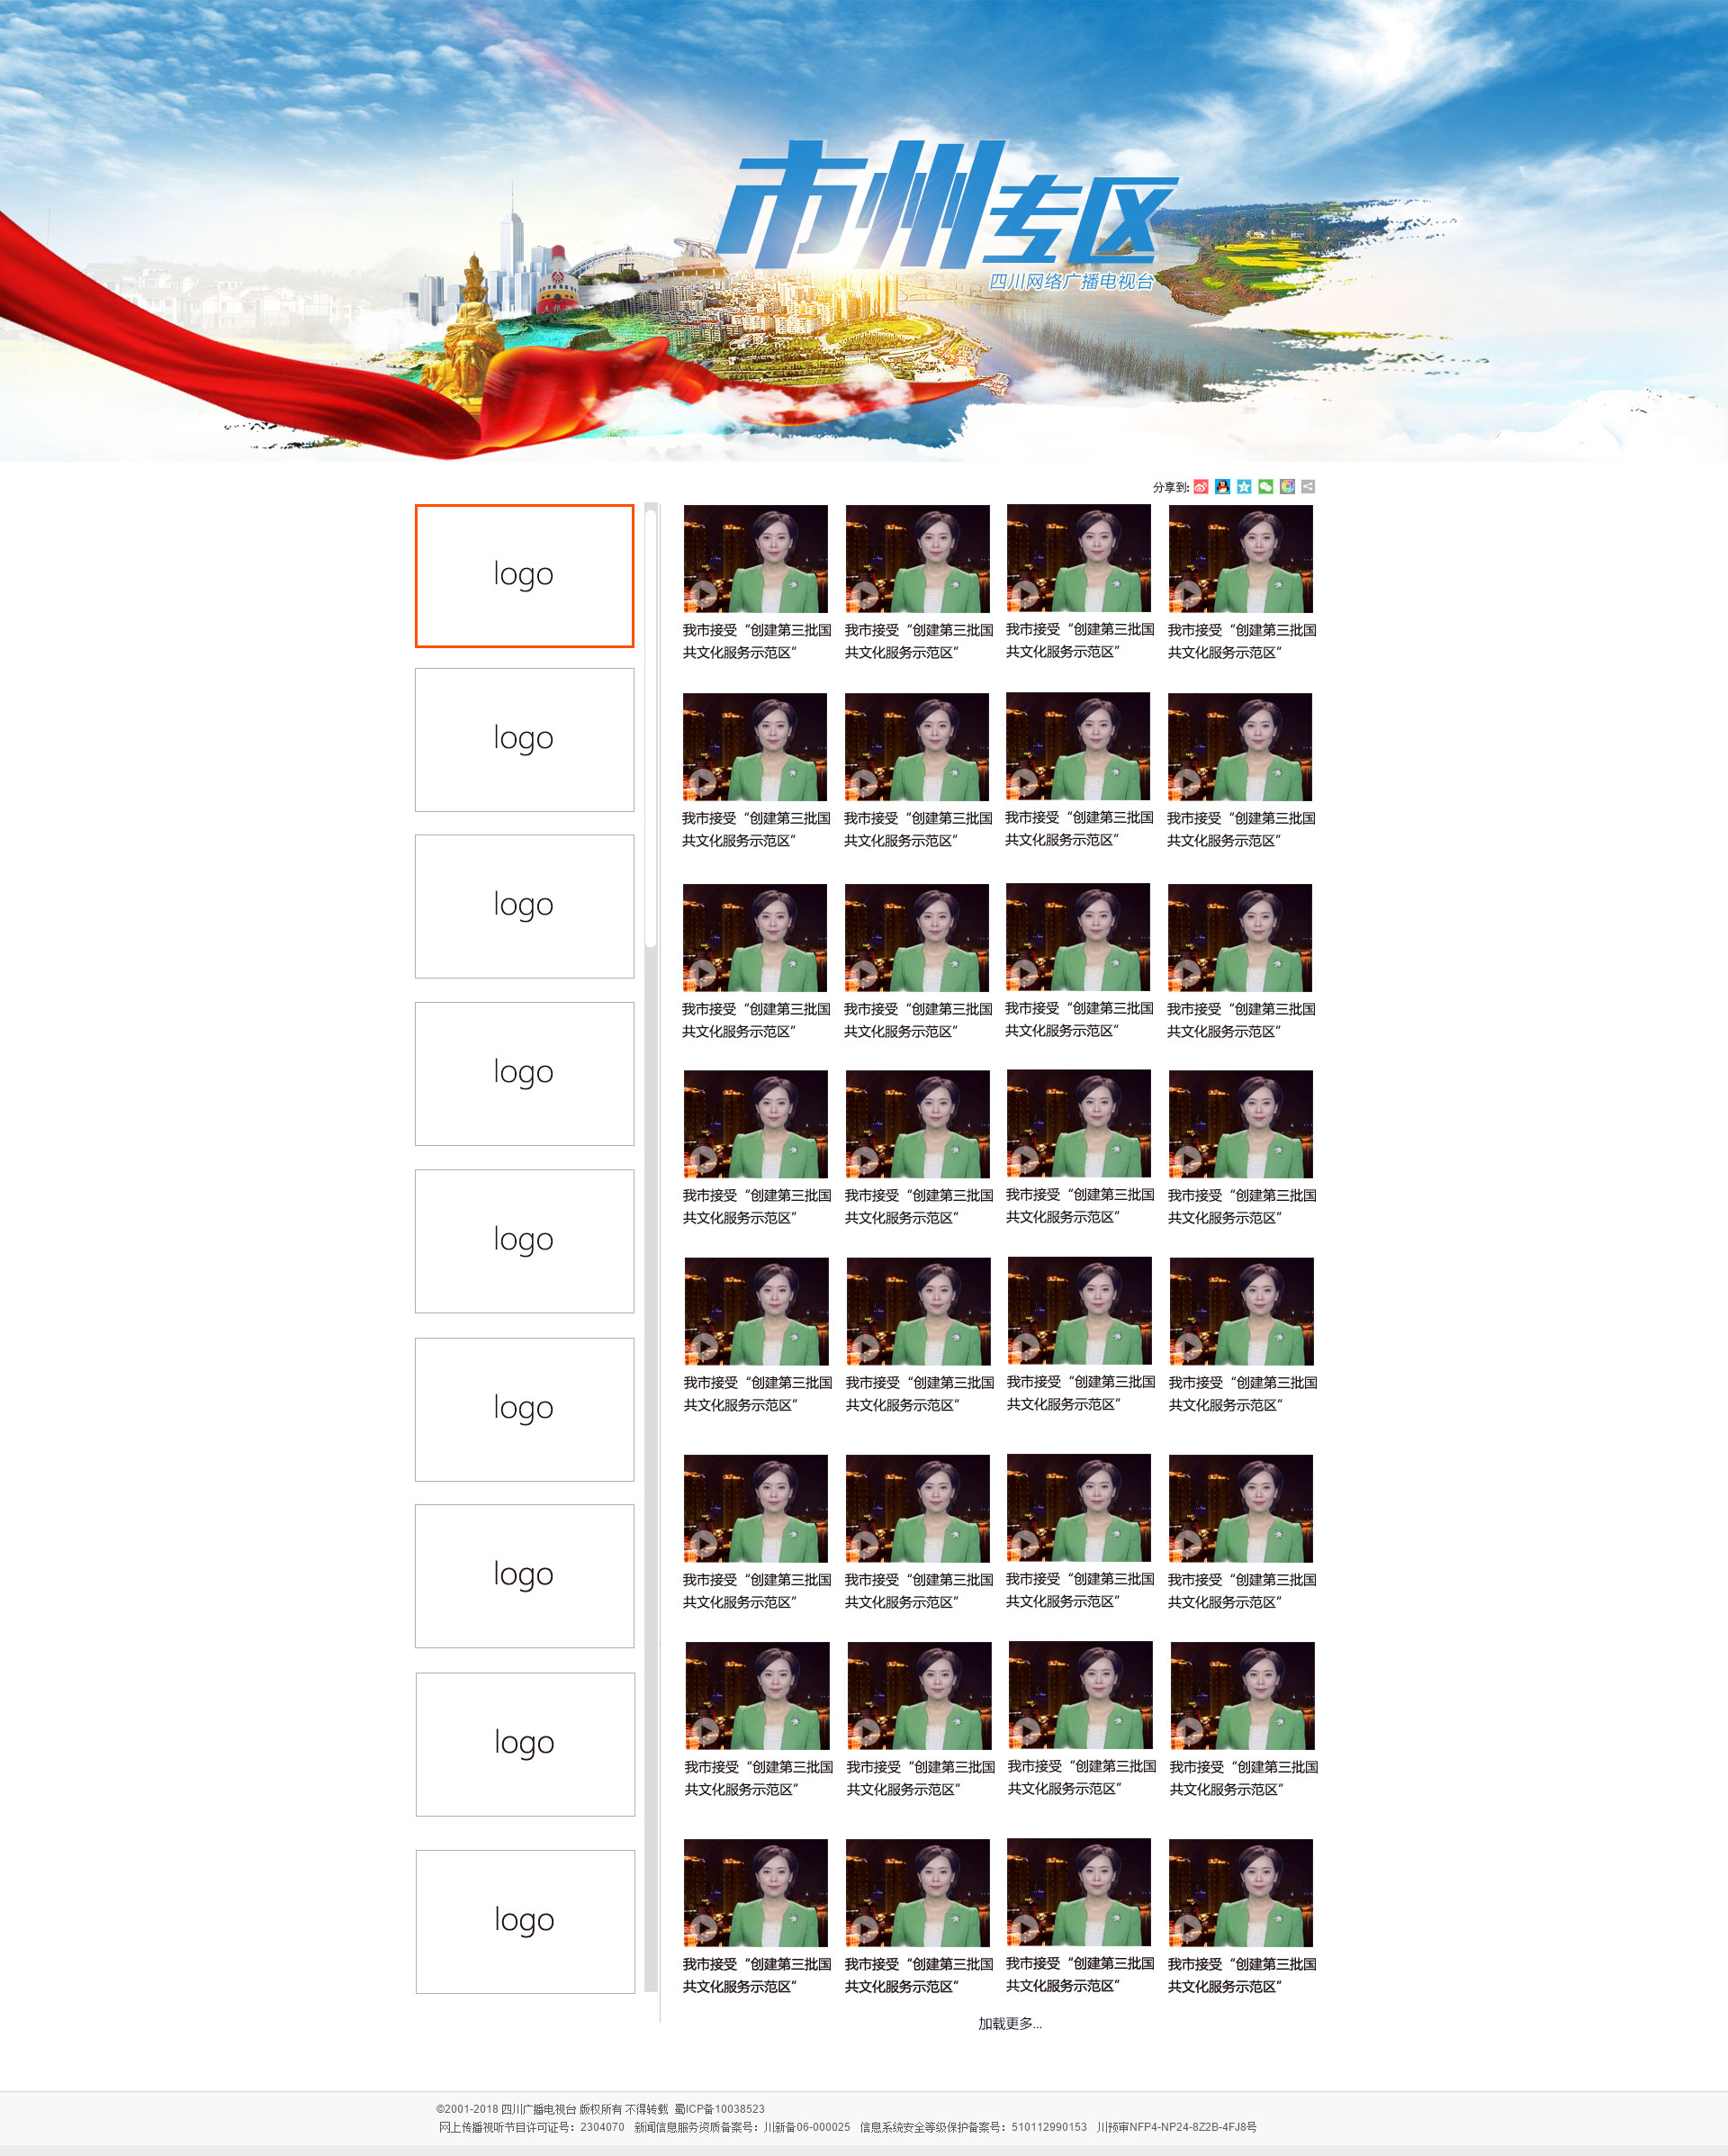 市州专区
四川网络广播电视台
分享到:
logo
logo
logo
logo
logo
logo
logo
logo
logo
我市接受“创建第三批国
共文化服务示范区”
我市接受“创建第三批国
共文化服务示范区”
我市接受“创建第三批国
共文化服务示范区”
我市接受“创建第三批国
共文化服务示范区”
我市接受“创建第三批国
共文化服务示范区”
我市接受“创建第三批国
共文化服务示范区”
我市接受“创建第三批国
共文化服务示范区”
我市接受“创建第三批国
共文化服务示范区”
我市接受“创建第三批国
共文化服务示范区”
我市接受“创建第三批国
共文化服务示范区”
我市接受“创建第三批国
共文化服务示范区”
我市接受“创建第三批国
共文化服务示范区”
我市接受“创建第三批国
共文化服务示范区”
我市接受“创建第三批国
共文化服务示范区”
我市接受“创建第三批国
共文化服务示范区”
我市接受“创建第三批国
共文化服务示范区”
我市接受“创建第三批国
共文化服务示范区”
我市接受“创建第三批国
共文化服务示范区”
我市接受“创建第三批国
共文化服务示范区”
我市接受“创建第三批国
共文化服务示范区”
我市接受“创建第三批国
共文化服务示范区”
我市接受“创建第三批国
共文化服务示范区”
我市接受“创建第三批国
共文化服务示范区”
我市接受“创建第三批国
共文化服务示范区”
我市接受“创建第三批国
共文化服务示范区”
我市接受“创建第三批国
共文化服务示范区”
我市接受“创建第三批国
共文化服务示范区”
我市接受“创建第三批国
共文化服务示范区”
我市接受“创建第三批国
共文化服务示范区”
我市接受“创建第三批国
共文化服务示范区”
我市接受“创建第三批国
共文化服务示范区”
我市接受“创建第三批国
共文化服务示范区”
加载更多...
©2001-2018 四川广播电视台 版权所有 不得转载 蜀ICP备10038523
网上传播视听节目许可证号：2304070 新闻信息服务资质备案号：川新备06-000025 信息系统安全等级保护备案号：510112990153 川预审NFP4-NP24-8Z2B-4FJ8号